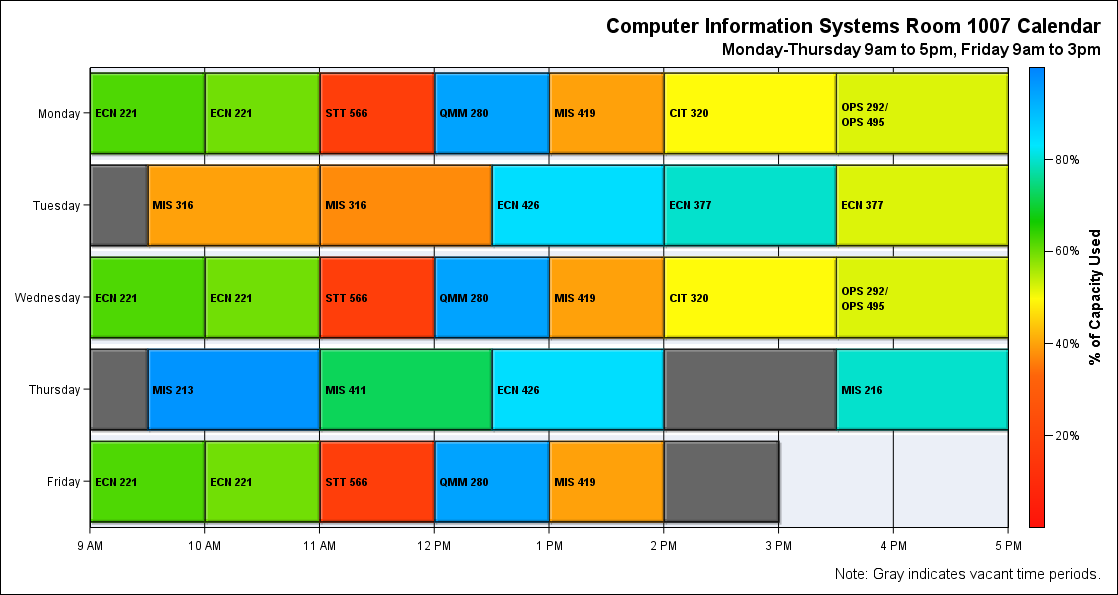 Computer Information Systems Room 1007 Calendar
Monday-Thursday 9am to 5pm, Friday 9am to 3pm
Monday
ECN 221
ECN 221
STT 566
QMM 280
MIS 419
CIT 320
OPS 292/
OPS 495
Tuesday
MIS 316
MIS 316
ECN 426
ECN 377
ECN 377
Wednesday
ECN 221
ECN 221
STT 566
QMM 280
MIS 419
CIT 320
OPS 292/
OPS 495
Thursday
MIS 213
MIS 411
ECN 426
MIS 216
Friday
ECN 221
ECN 221
STT 566
QMM 280
MIS 419
9 AM
10 AM
11 AM
12 PM
1 PM
2 PM
3 PM
4 PM
5 PM
80%
60%
40%
20%
% of Capacity Used
Note: Gray indicates vacant time periods.